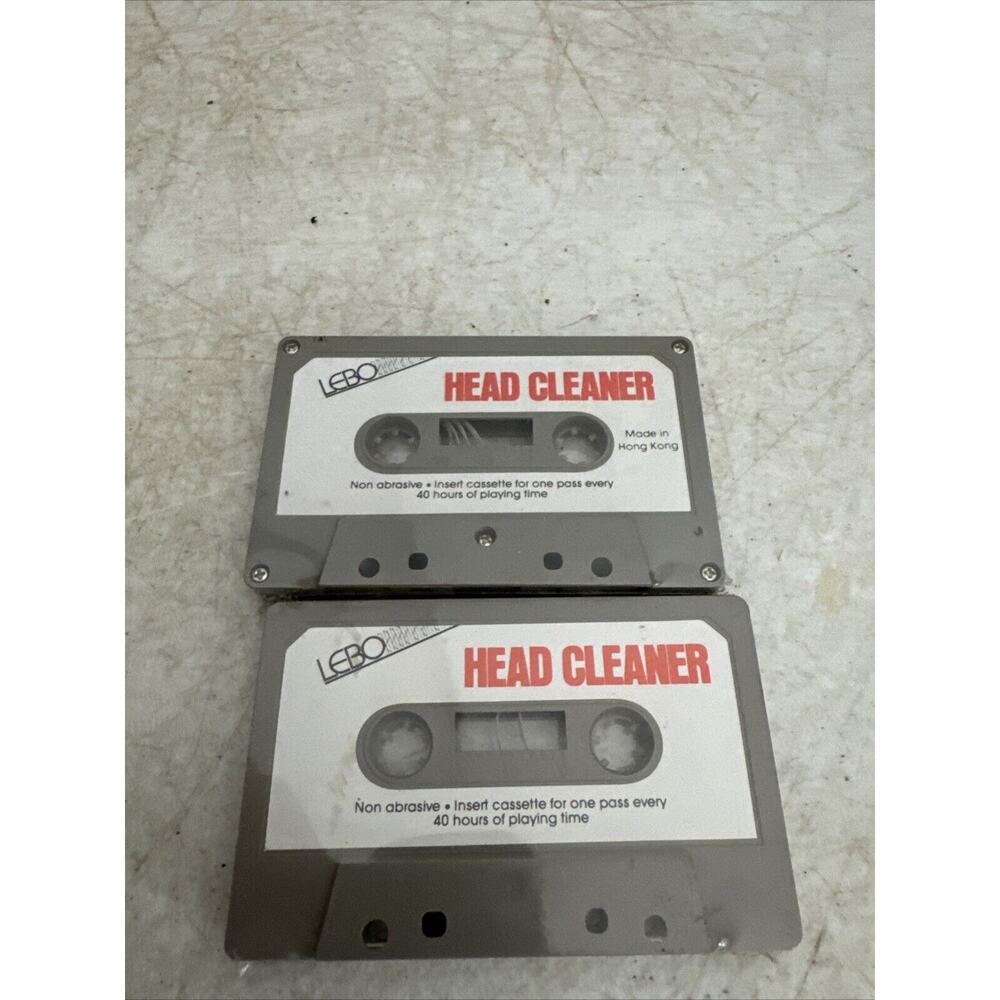 LEBO
HEAD CLEANER
Made in
Hong Kong
Non abrasive • Insert cassette for one pass every
40 hours of playing time
LEBO
HEAD CLEANER
Non abrasive • Insert cassette for one pass every
40 hours of playing time